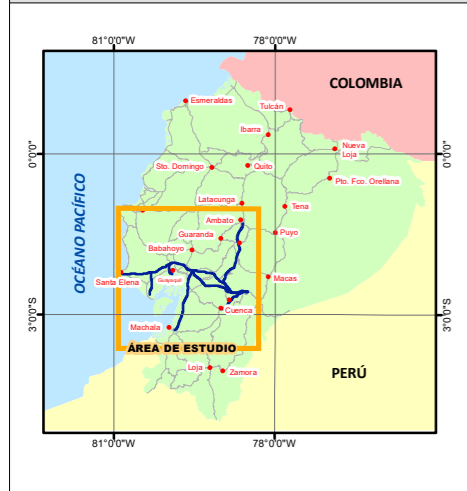 81°0'0"W
78°0'0"W
COLOMBIA
Esmeraldas
Tulcán
Ibarra
0°0'0"
Nueva
Loja
0°0'0"
Sto. Domingo
Quito
Pto. Fco. Orellana
OCÉANO PACÍFICO
Latacunga
Tena
Ambato
Guaranda
Puyo
Babahoyo
Guayaquil
Macas
Santa Elena
3°0'0"S
Cuenca
3°0'0"S
Machala
ÁREA DE ESTUDIO
Loja
Zamora
PERÚ
81°0'0"W
78°0'0"W